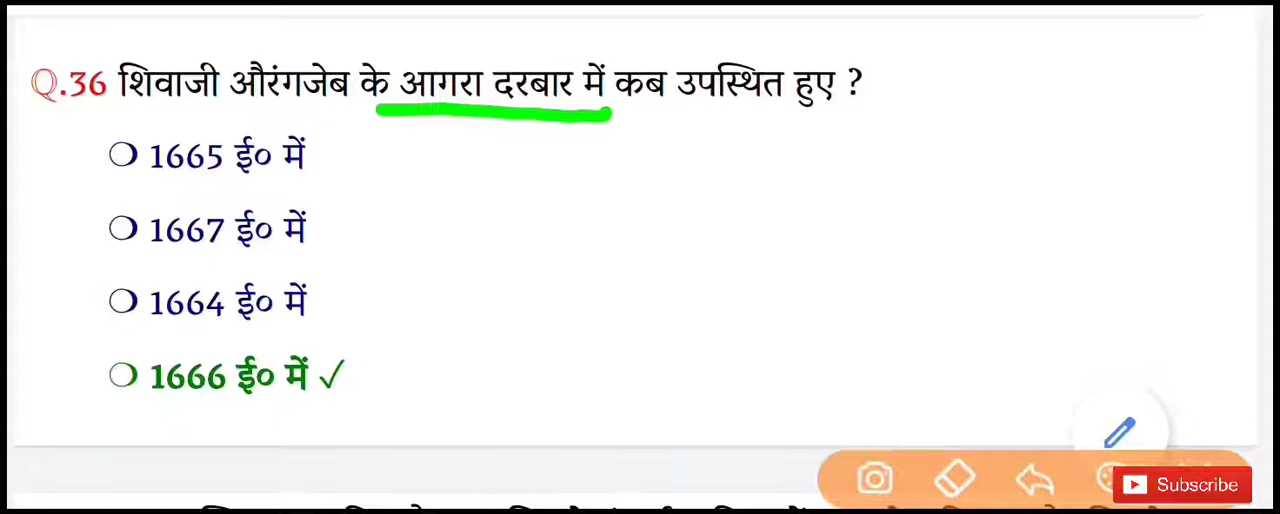 Q.36 शिवाजी औरंगजेब के आगरा दरबार में कब उपस्थित हुए ?
❍ 1665 ई० में
❍ 1667 ई० में
❍ 1664 ई० में
❍ 1666 ई० में ✓
Subscribe